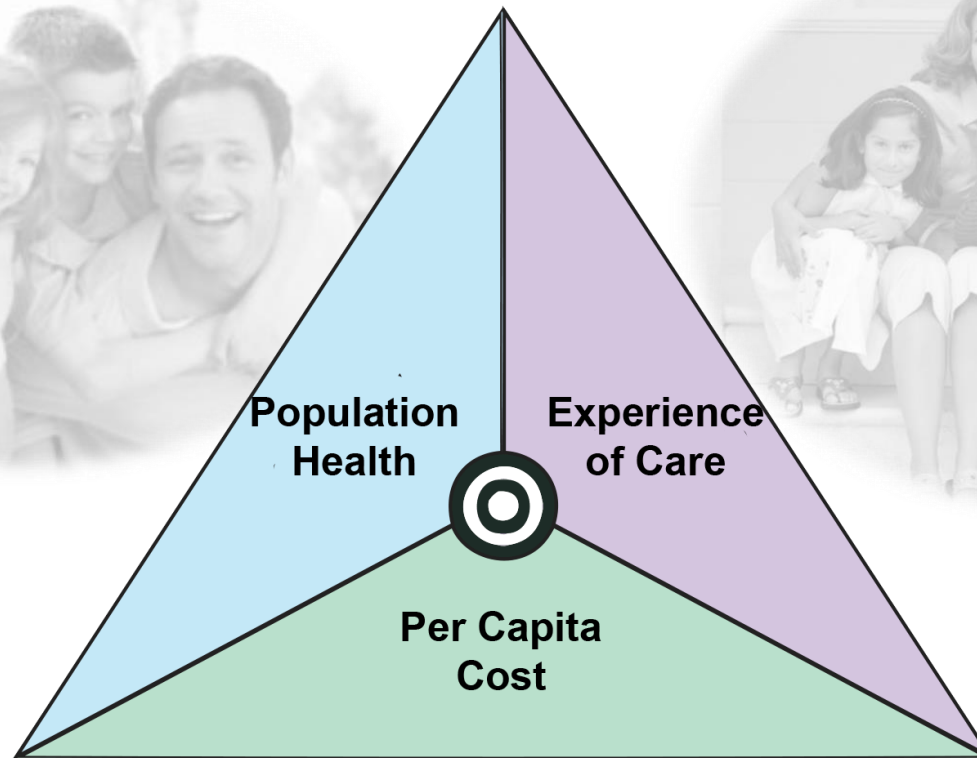 Population
Health
Experience
of Care
Per Capita
Cost